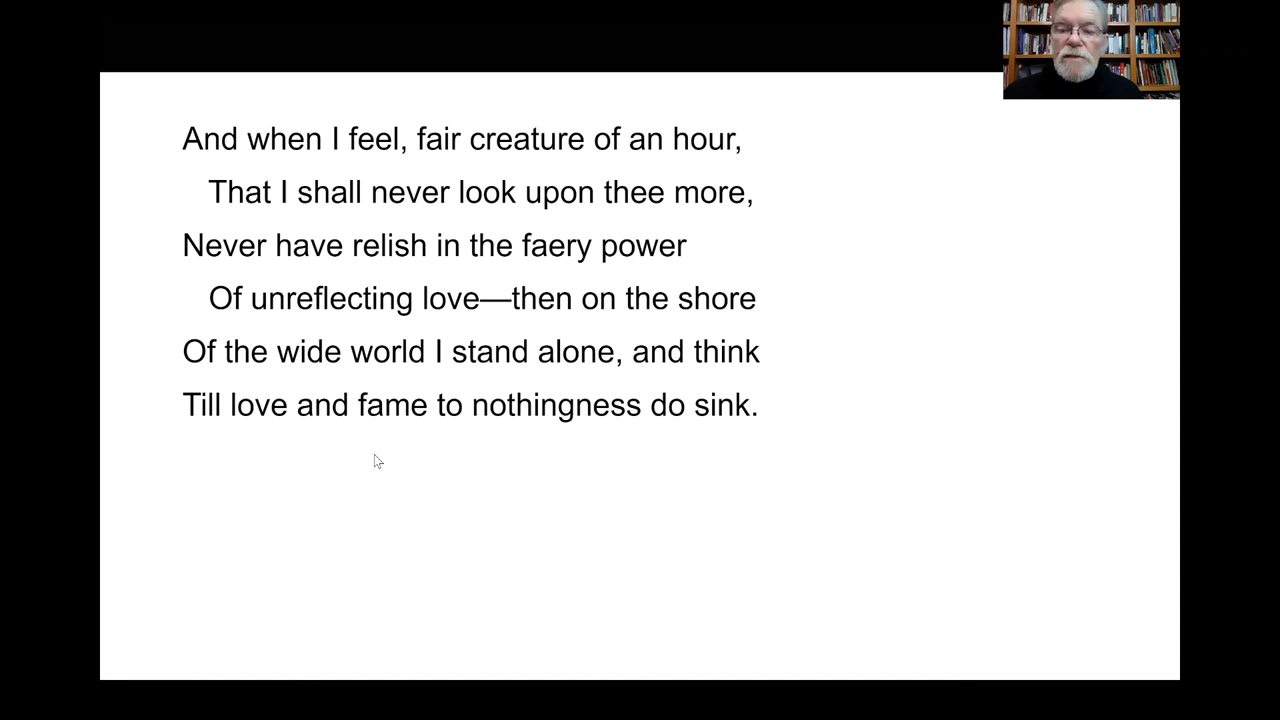 And when I feel, fair creature of an hour,
That I shall never look upon thee more,
Never have relish in the faery power
Of unreflecting love—then on the shore
Of the wide world I stand alone, and think
Till love and fame to nothingness do sink.